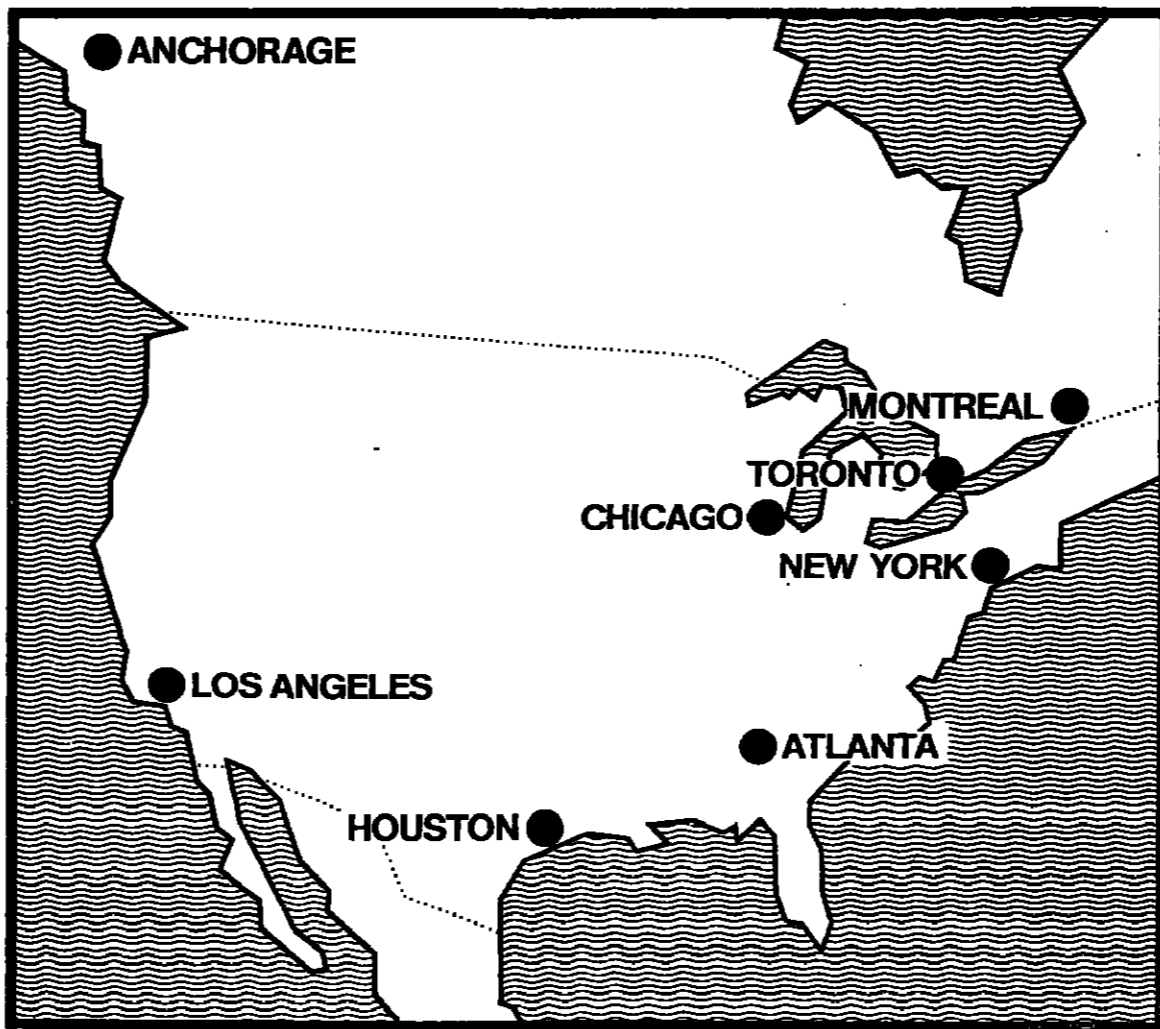 ANCHORAGE
MONTREAL
TORONTO
CHICAGO
NEW YORK
LOS ANGELES
ATLANTA
HOUSTON